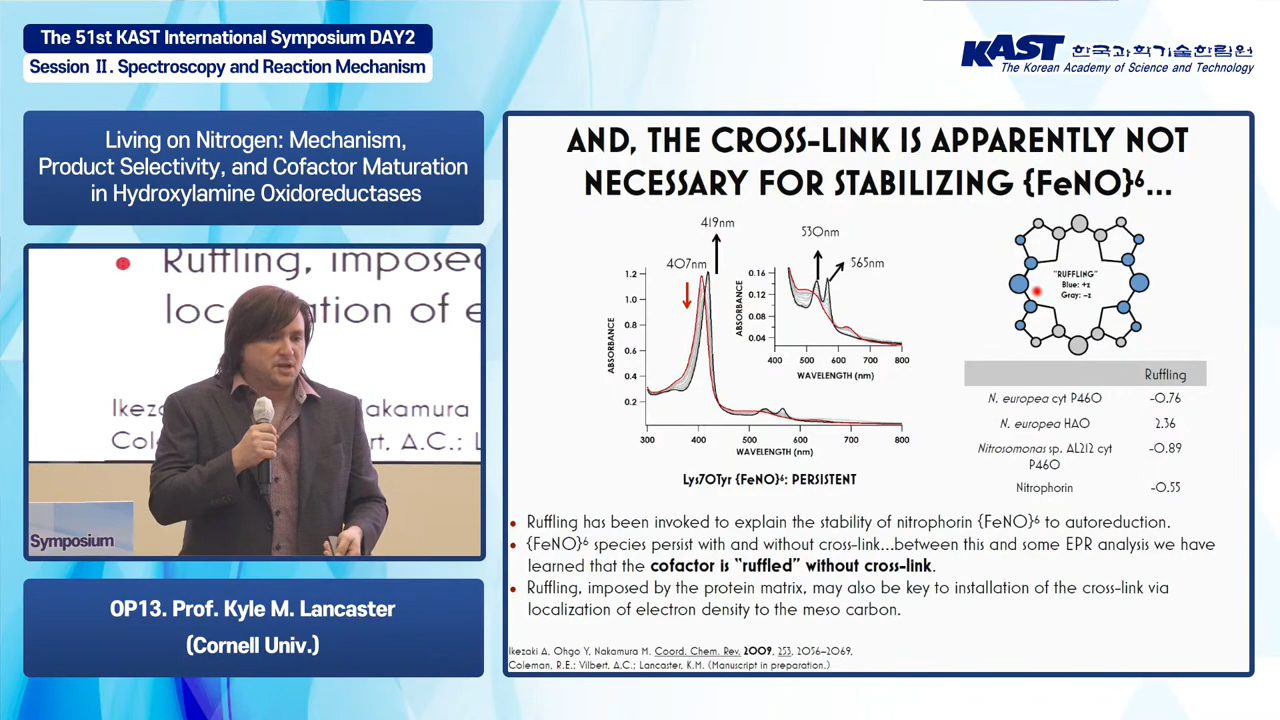 The 51st KAST International Symposium DAY2
Session Ⅱ. Spectroscopy and Reaction Mechanism
KAST 한국과학기술한림원
The Korean Academy of Science and Technology
Living on Nitrogen: Mechanism,
Product Selectivity, and Cofactor Maturation
in Hydroxylamine Oxidoreductases
Ruffling, imposed
loc ation of e
Ikeza Nakamura
Col rt, A.C.; L
Symposium
OP13. Prof. Kyle M. Lancaster
(Cornell Univ.)
AND, THE CROSS-LINK IS APPARENTLY NOT
NECESSARY FOR STABILIZING {FeNO}⁶...
419nm
407nm
1.2
1.0
0.8
0.6
0.4
0.2
ABSORBANCE
300 400 500 600 700 800
WAVELENGTH (nm)
530nm
565nm
0.16
0.12
0.08
0.04
ABSORBANCE
400 500 600 700 800
WAVELENGTH (nm)
Lys70Tyr {FeNO}⁶: PERSISTENT
"RUFFLING"
Blue: +z
Gray: -z
Ruffling
N. europea cyt P460 -0.76
N. europea HAO 2.36
Nitrosomonas sp. AL212 cyt -0.89
P460
Nitrophorin -0.55
• Ruffling has been invoked to explain the stability of nitrophorin {FeNO}⁶ to autoreduction.
• {FeNO}⁶ species persist with and without cross-link...between this and some EPR analysis we have
learned that the cofactor is "ruffled" without cross-link.
• Ruffling, imposed by the protein matrix, may also be key to installation of the cross-link via
localization of electron density to the meso carbon.
Ikezaki A, Ohgo Y, Nakamura M. Coord. Chem. Rev. 2009, 253, 2056-2069.
Coleman, R.E.; Vilbert, A.C.; Lancaster, K.M. (Manuscript in preparation.)